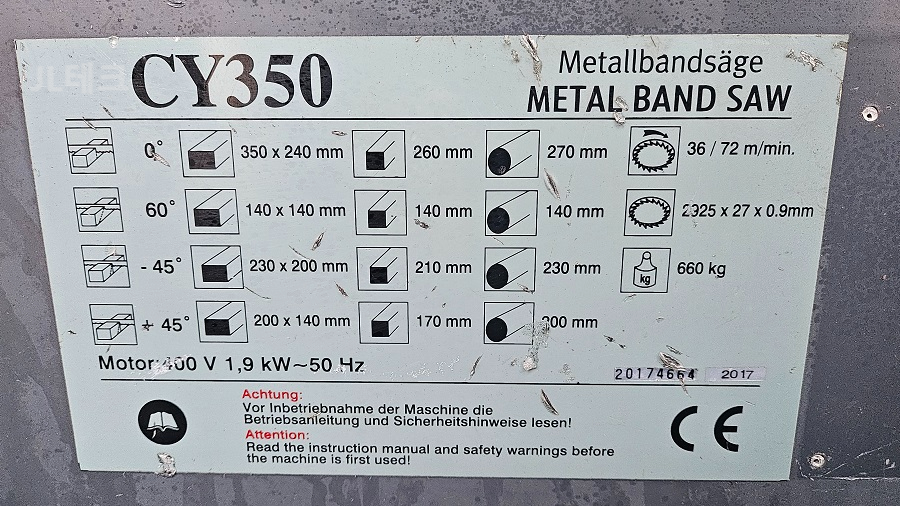 CY350
Metallbandsäge
METAL BAND SAW
0° 350 x 240 mm 260 mm 270 mm 36 / 72 m/min.
60° 140 x 140 mm 140 mm 140 mm 2925 x 27 x 0.9mm
- 45° 230 x 200 mm 210 mm 230 mm kg 660 kg
+ 45° 200 x 140 mm 170 mm mm
Motor:400 V 1,9 kW~50 Hz
20174664 2017
Achtung:
Vor Inbetriebnahme der Maschine die
Betriebsanleitung und Sicherheitshinweise lesen!
Attention:
Read the instruction manual and safety warnings before
the machine is first used!
CE